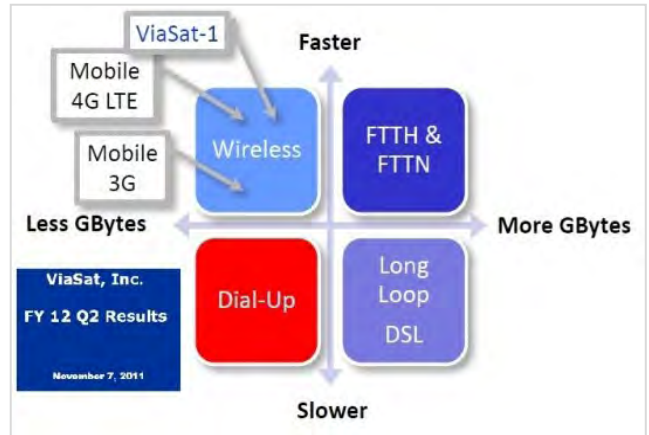 ViaSat-1
Faster
Mobile
4G LTE
Wireless
FTTH &
FTTN
Mobile
3G
Less GBytes
More GBytes
ViaSat, Inc.
FY 12 Q2 Results
November 7, 2011
Dial-Up
Long
Loop
DSL
Slower